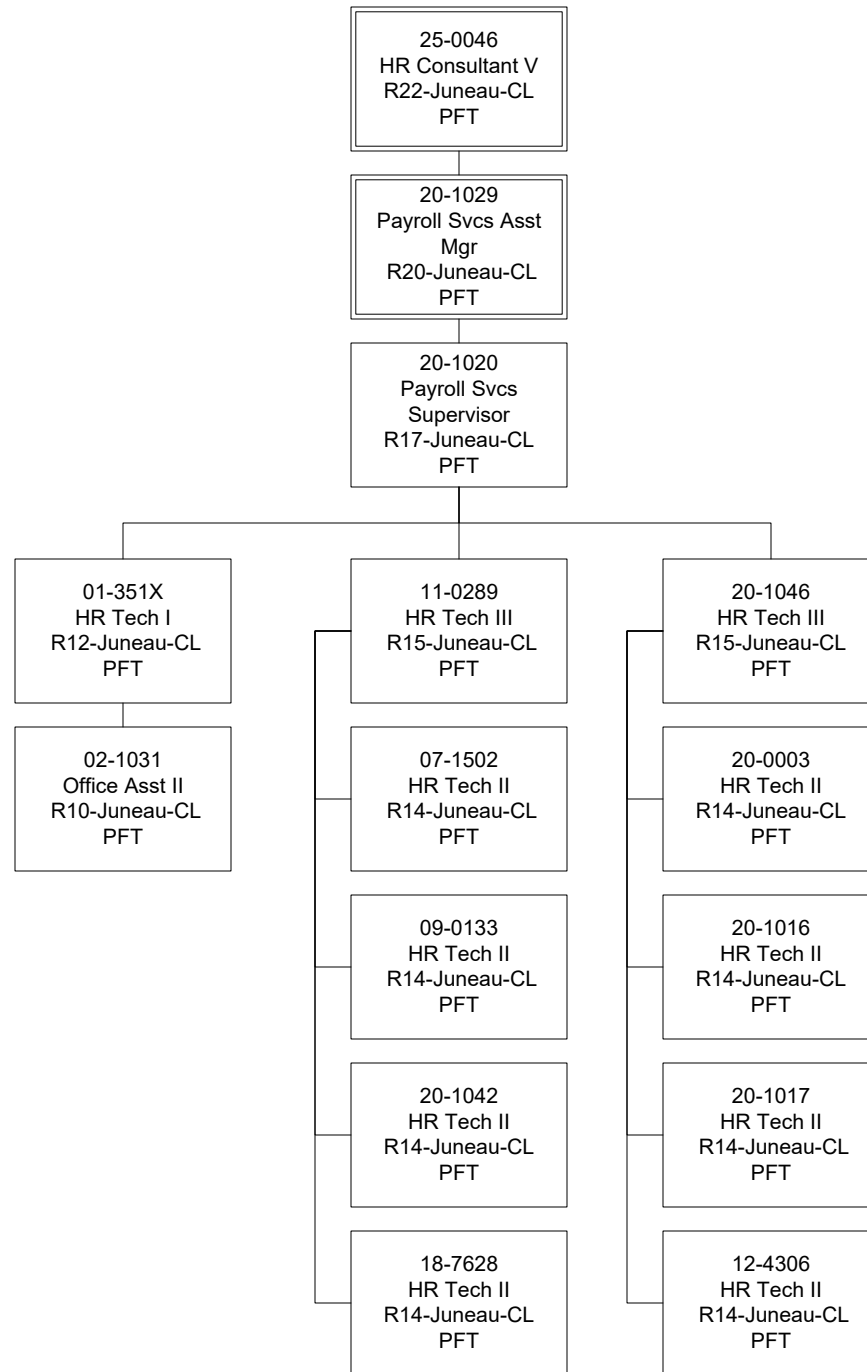 25-0046
HR Consultant V
R22-Juneau-CL
PFT
20-1029
Payroll Svcs Asst
Mgr
R20-Juneau-CL
PFT
20-1020
Payroll Svcs
Supervisor
R17-Juneau-CL
PFT
01-351X
HR Tech I
R12-Juneau-CL
PFT
02-1031
Office Asst II
R10-Juneau-CL
PFT
11-0289
HR Tech III
R15-Juneau-CL
PFT
07-1502
HR Tech II
R14-Juneau-CL
PFT
09-0133
HR Tech II
R14-Juneau-CL
PFT
20-1042
HR Tech II
R14-Juneau-CL
PFT
18-7628
HR Tech II
R14-Juneau-CL
PFT
20-1046
HR Tech III
R15-Juneau-CL
PFT
20-0003
HR Tech II
R14-Juneau-CL
PFT
20-1016
HR Tech II
R14-Juneau-CL
PFT
20-1017
HR Tech II
R14-Juneau-CL
PFT
12-4306
HR Tech II
R14-Juneau-CL
PFT